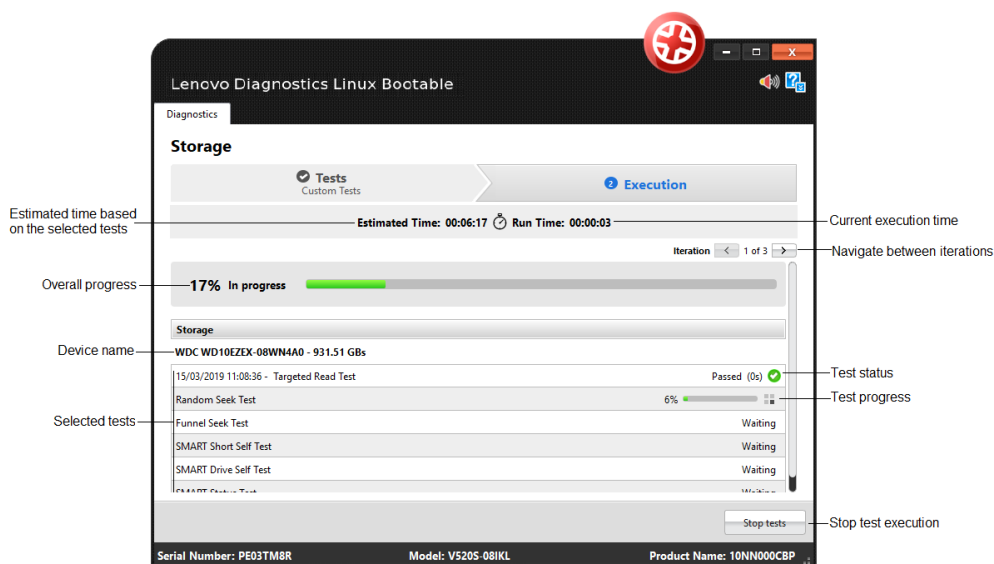 X
Lenovo Diagnostics Linux Bootable
Diagnostics
Storage
Tests
Custom Tests
2 Execution
Estimated time based
on the selected tests
Estimated Time: 00:06:17 Run Time: 00:00:03
Current execution time
Iteration < 1 of 3 >
Navigate between iterations
Overall progress
17% In progress
Storage
Device name
WDC WD10EZEX-08WN4A0 - 931.51 GBs
15/03/2019 11:08:36 - Targeted Read Test Passed (0s)
Test status
Random Seek Test 6%
Test progress
Selected tests
Funnel Seek Test Waiting
SMART Short Self Test Waiting
SMART Drive Self Test Waiting
SMART Status Test Waiting
Stop tests
Stop test execution
Serial Number: PE03TM8R Model: V520S-08IKL Product Name: 10NN000CBP